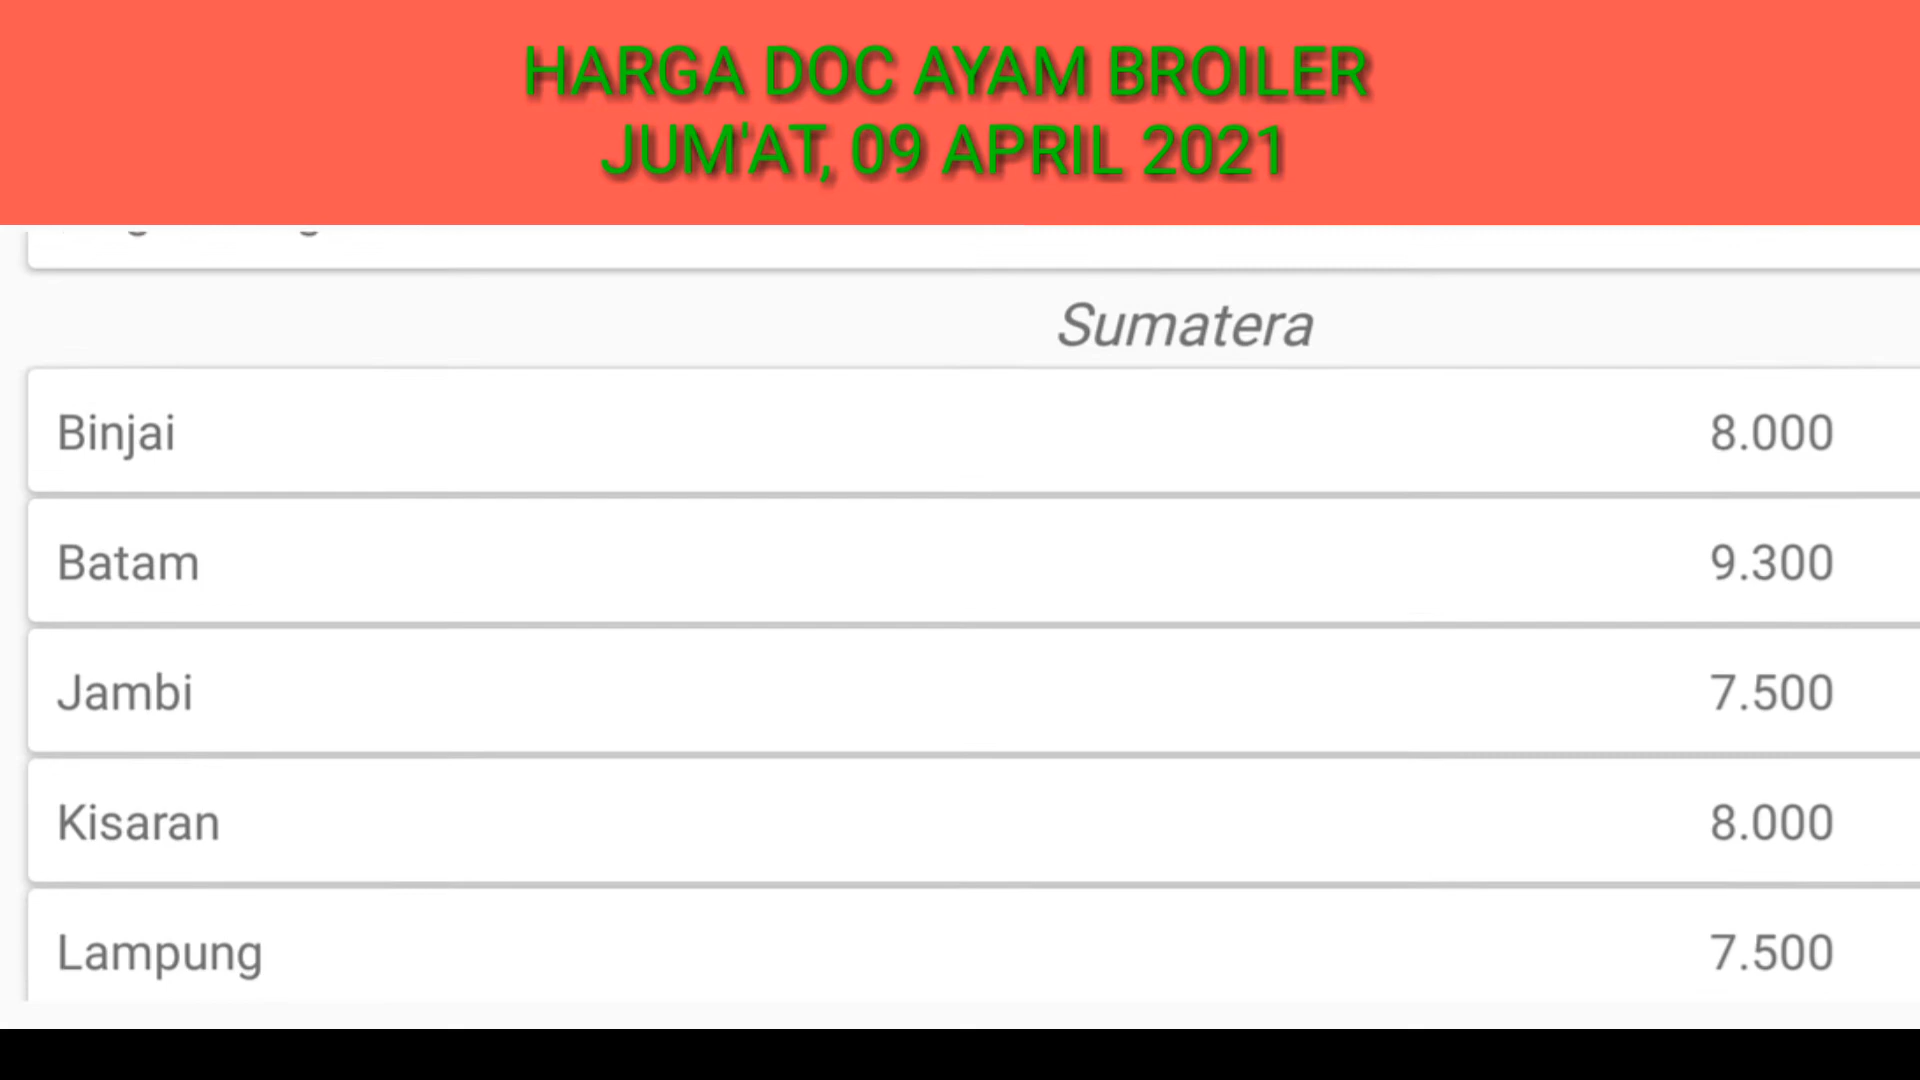 HARGA DOC AYAM BROILER
JUM'AT, 09 APRIL 2021
Sumatera
Binjai 8.000
Batam 9.300
Jambi 7.500
Kisaran 8.000
Lampung 7.500